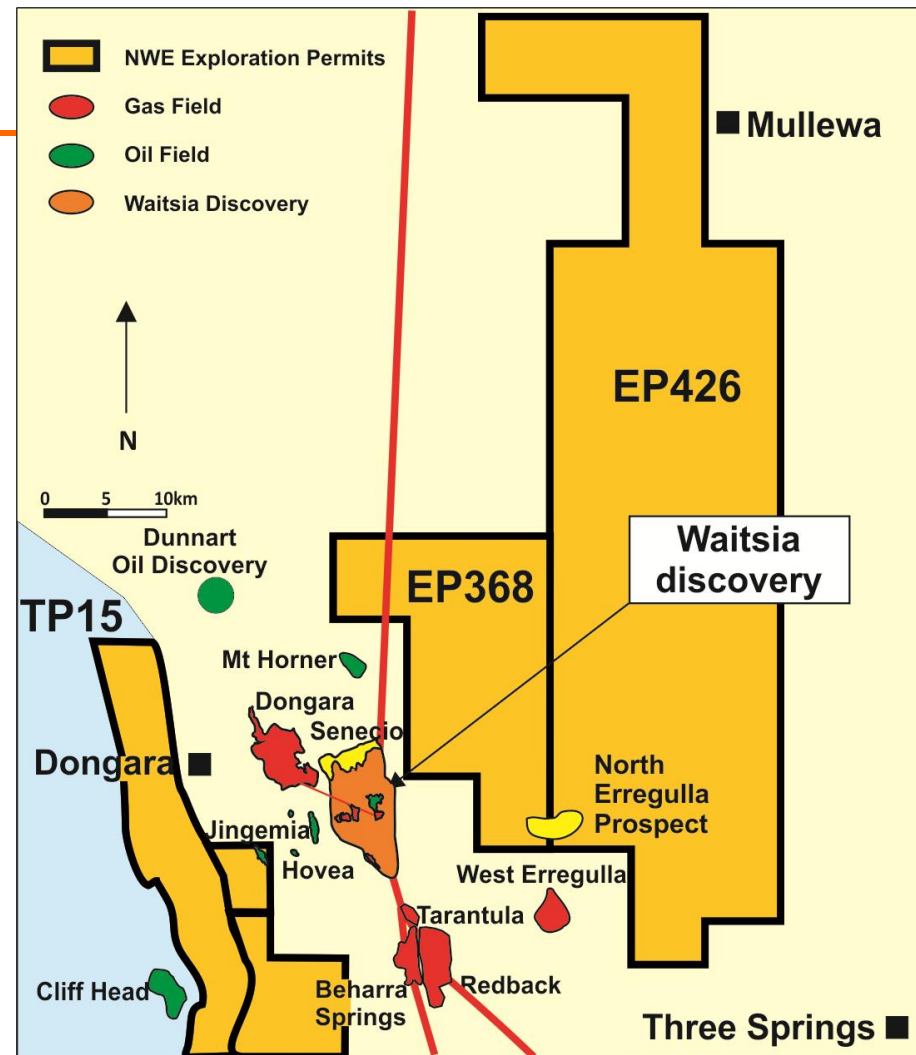 NWE Exploration Permits
Gas Field
Oil Field
Waitsia Discovery
Mullewa
EP426
N
0 5 10km
Dunnart
Oil Discovery
Waitsia
discovery
EP368
TP15
Mt Horner
Dongara
Senecio
Dongara
North
Erregulla
Prospect
Jingemia
Hovea
West Erregulla
Tarantula
Cliff Head
Beharra
Springs
Redback
Three Springs